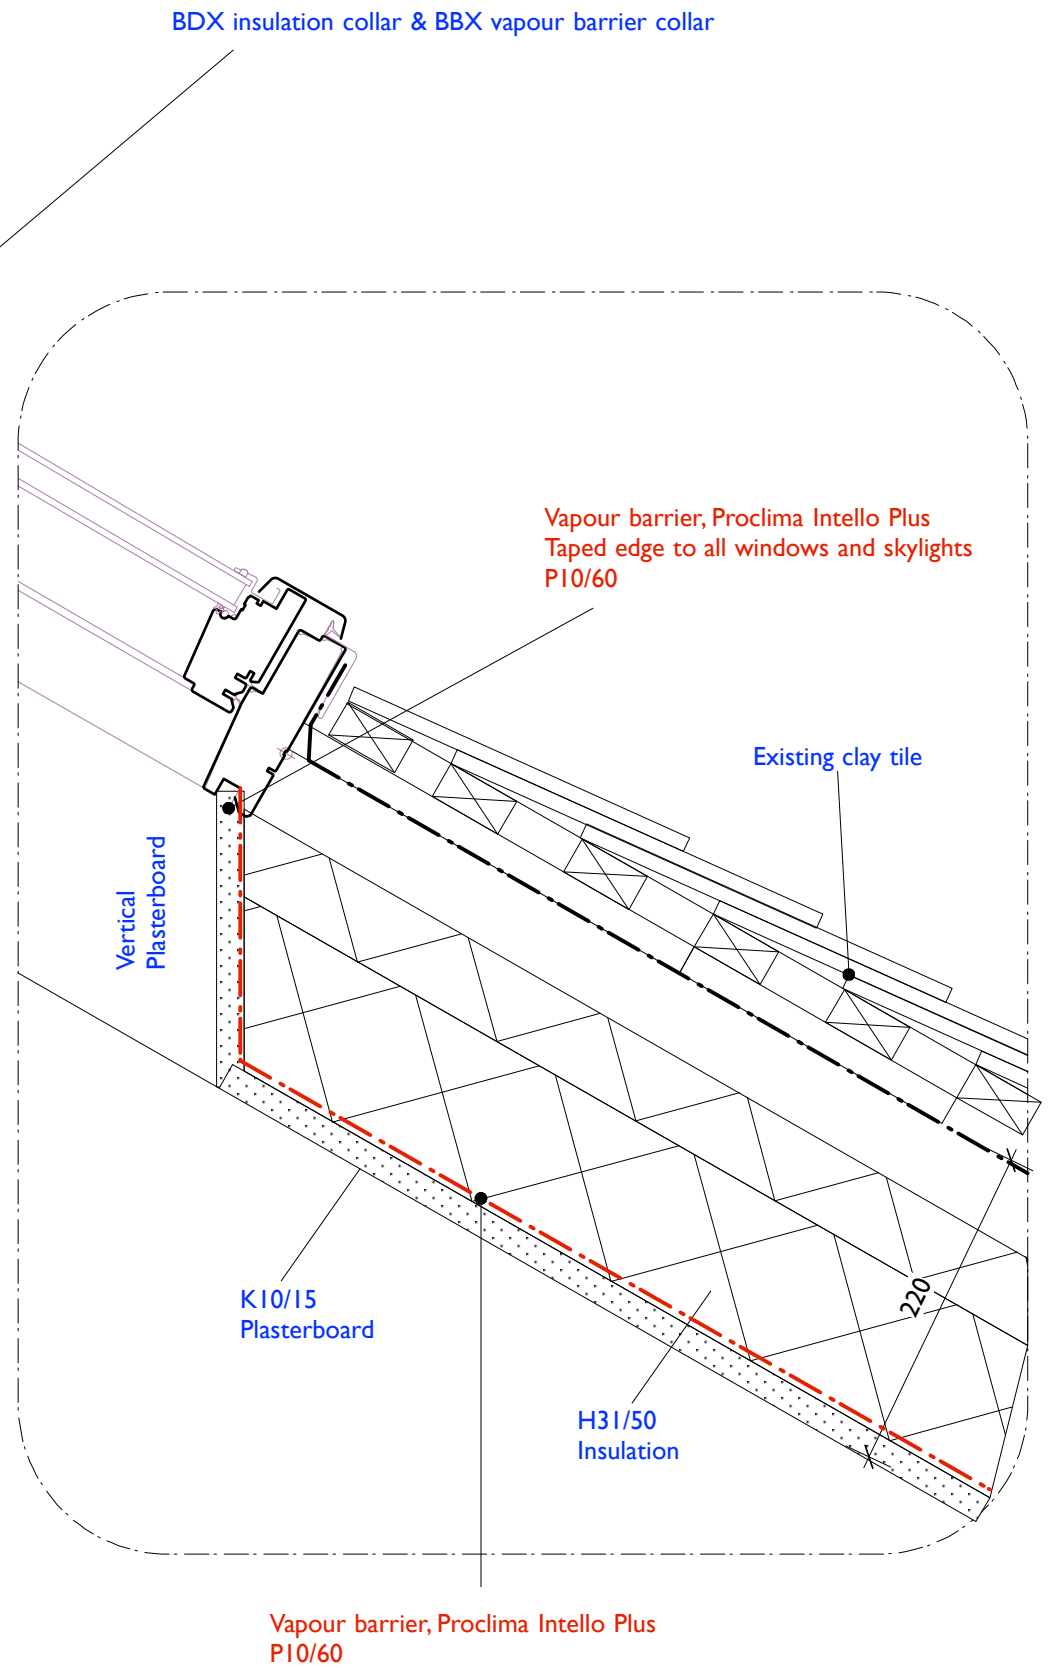 BDX insulation collar & BBX vapour barrier collar
Vapour barrier, Proclima Intello Plus
Taped edge to all windows and skylights
P10/60
Existing clay tile
Vertical
Plasterboard
220
K10/15
Plasterboard
H31/50
Insulation
Vapour barrier, Proclima Intello Plus
P10/60